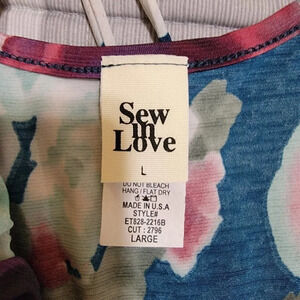 Sew
in
Love
L
DO NOT BLEACH
HANG / FLAT DRY
MADE IN U.S.A
STYLE#
ET828-2216B
CUT : 2796
LARGE